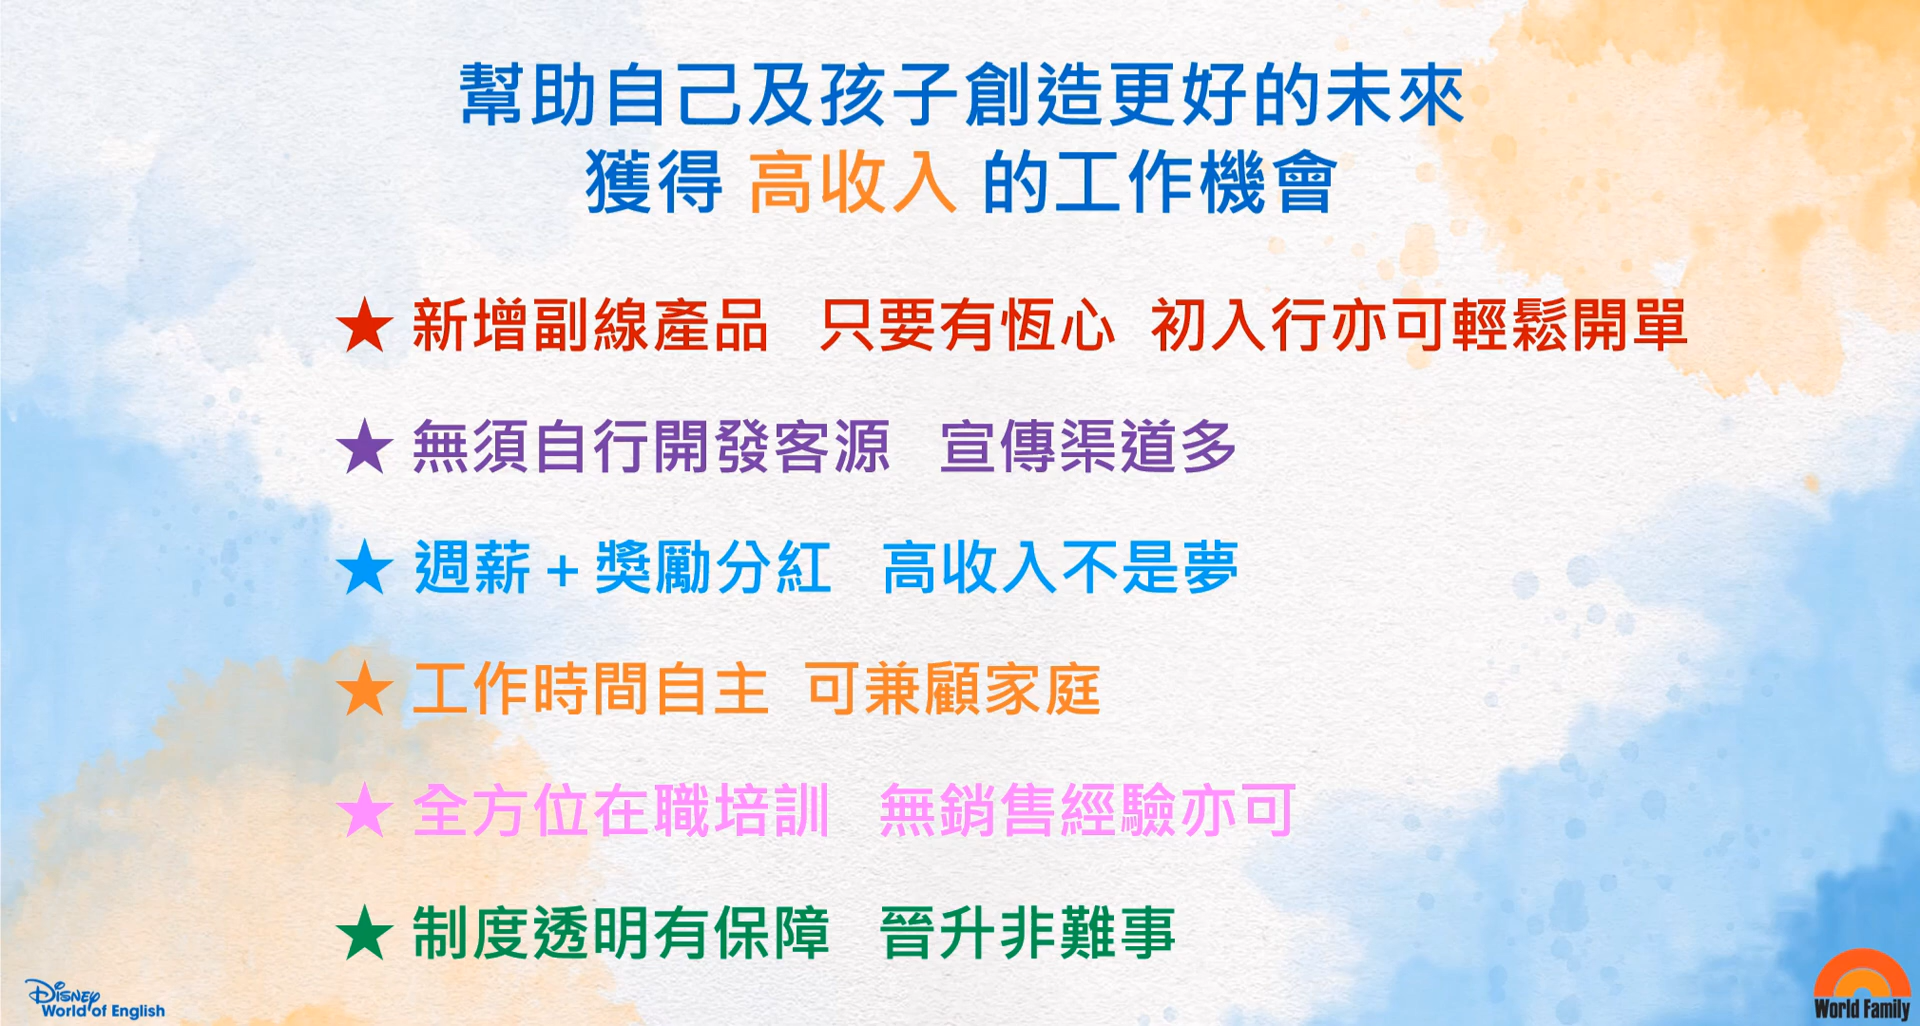 幫助自己及孩子創造更好的未來
獲得 高收入 的工作機會
★ 新增副線產品 只要有恆心 初入行亦可輕鬆開單
★ 無須自行開發客源 宣傳渠道多
★ 週薪 + 獎勵分紅 高收入不是夢
★ 工作時間自主 可兼顧家庭
★ 全方位在職培訓 無銷售經驗亦可
★ 制度透明有保障 晉升非難事
Disney
World of English
World Family